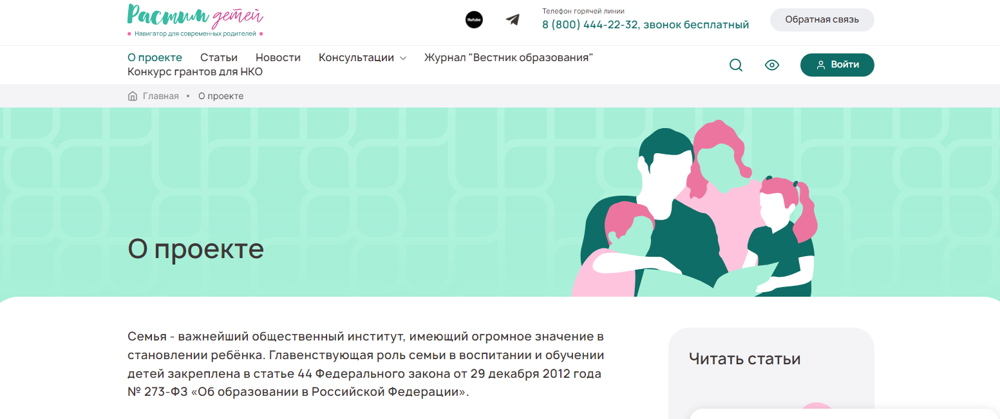 Растим детей
Навигатор для современных родителей
Rutube
Телефон горячей линии
8 (800) 444-22-32, звонок бесплатный
Обратная связь
О проекте
Статьи
Новости
Консультации
Журнал "Вестник образования"
Конкурс грантов для НКО
Войти
Главная • О проекте
О проекте
Семья - важнейший общественный институт, имеющий огромное значение в
становлении ребёнка. Главенствующая роль семьи в воспитании и обучении
детей закреплена в статье 44 Федерального закона от 29 декабря 2012 года
№ 273-ФЗ «Об образовании в Российской Федерации».
Читать статьи